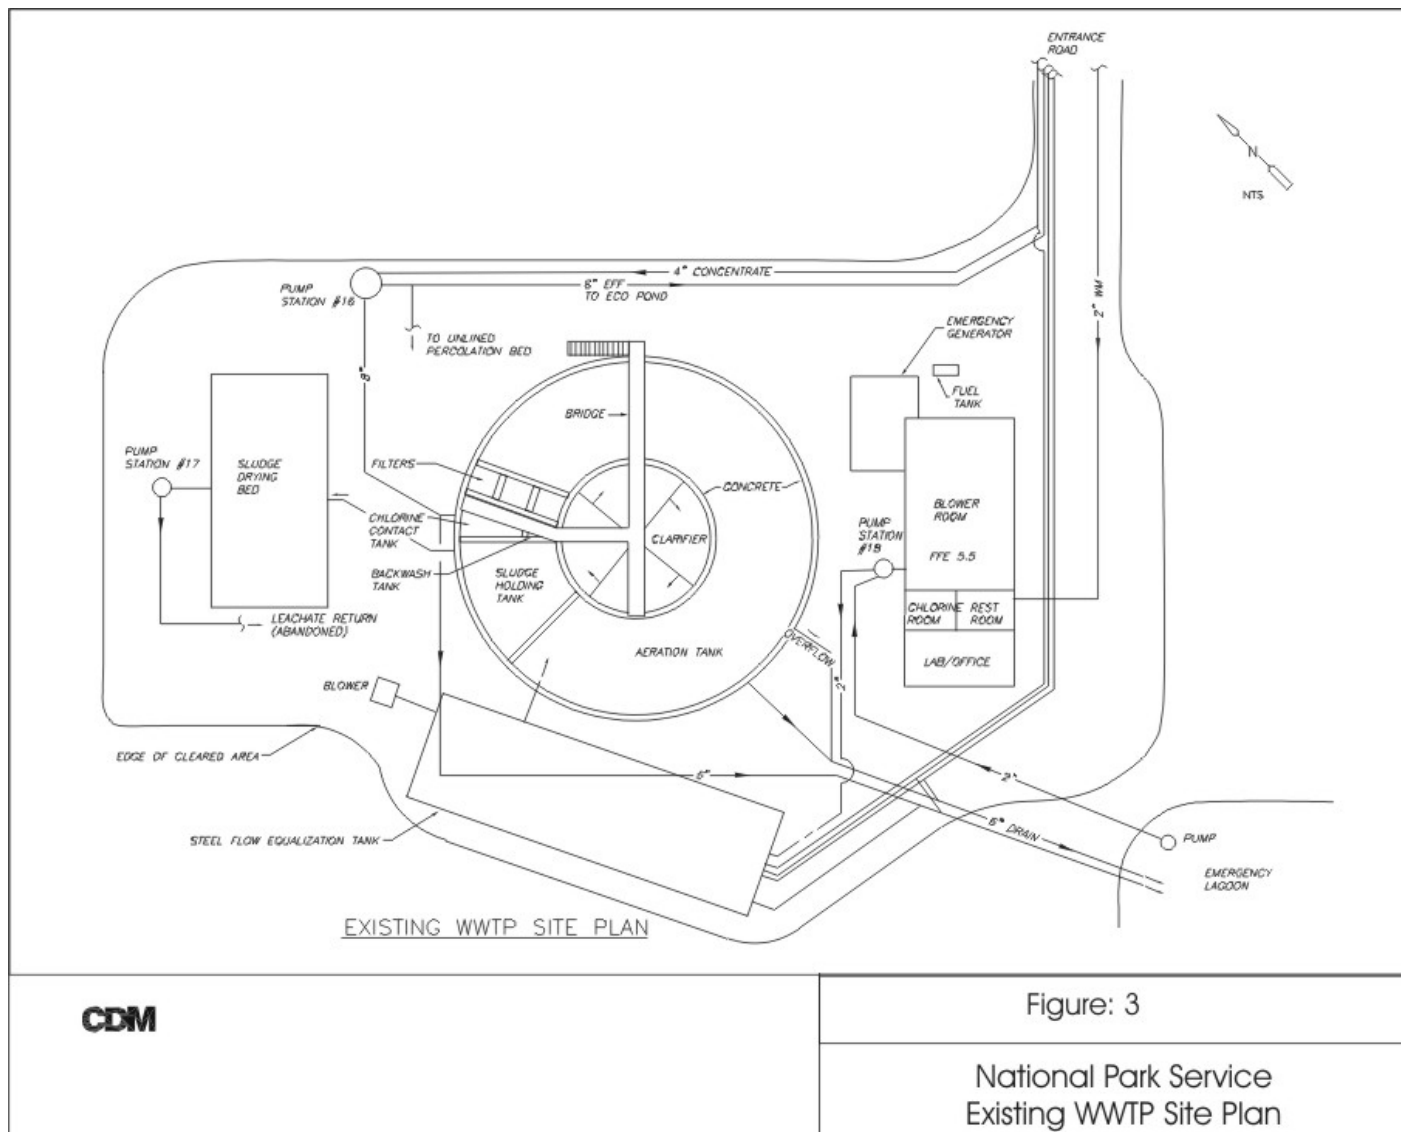 ENTRANCE
ROAD
N
NTS
4" CONCENTRATE
8" EFF
TO ECO POND
PUMP
STATION #16
TO UNLINED
PERCOLATION BED
2" WM
EMERGENCY
GENERATOR
FUEL
TANK
8"
BRIDGE
PUMP
STATION #17
SLUDGE
DRYING
BED
FILTERS
CONCRETE
BLOWER
ROOM
CHLORINE
CONTACT
TANK
CLARIFIER
PUMP
STATION
#18
FFE 5.5
BACKWASH
TANK
SLUDGE
HOLDING
TANK
LEACHATE RETURN
(ABANDONED)
CHLORINE
ROOM
REST
ROOM
OVERFLOW
AERATION TANK
LAB/OFFICE
BLOWER
2"
EDGE OF CLEARED AREA
6"
2"
STEEL FLOW EQUALIZATION TANK
6" DRAIN
PUMP
EMERGENCY
LAGOON
EXISTING WWTP SITE PLAN
CDM
Figure: 3
National Park Service
Existing WWTP Site Plan